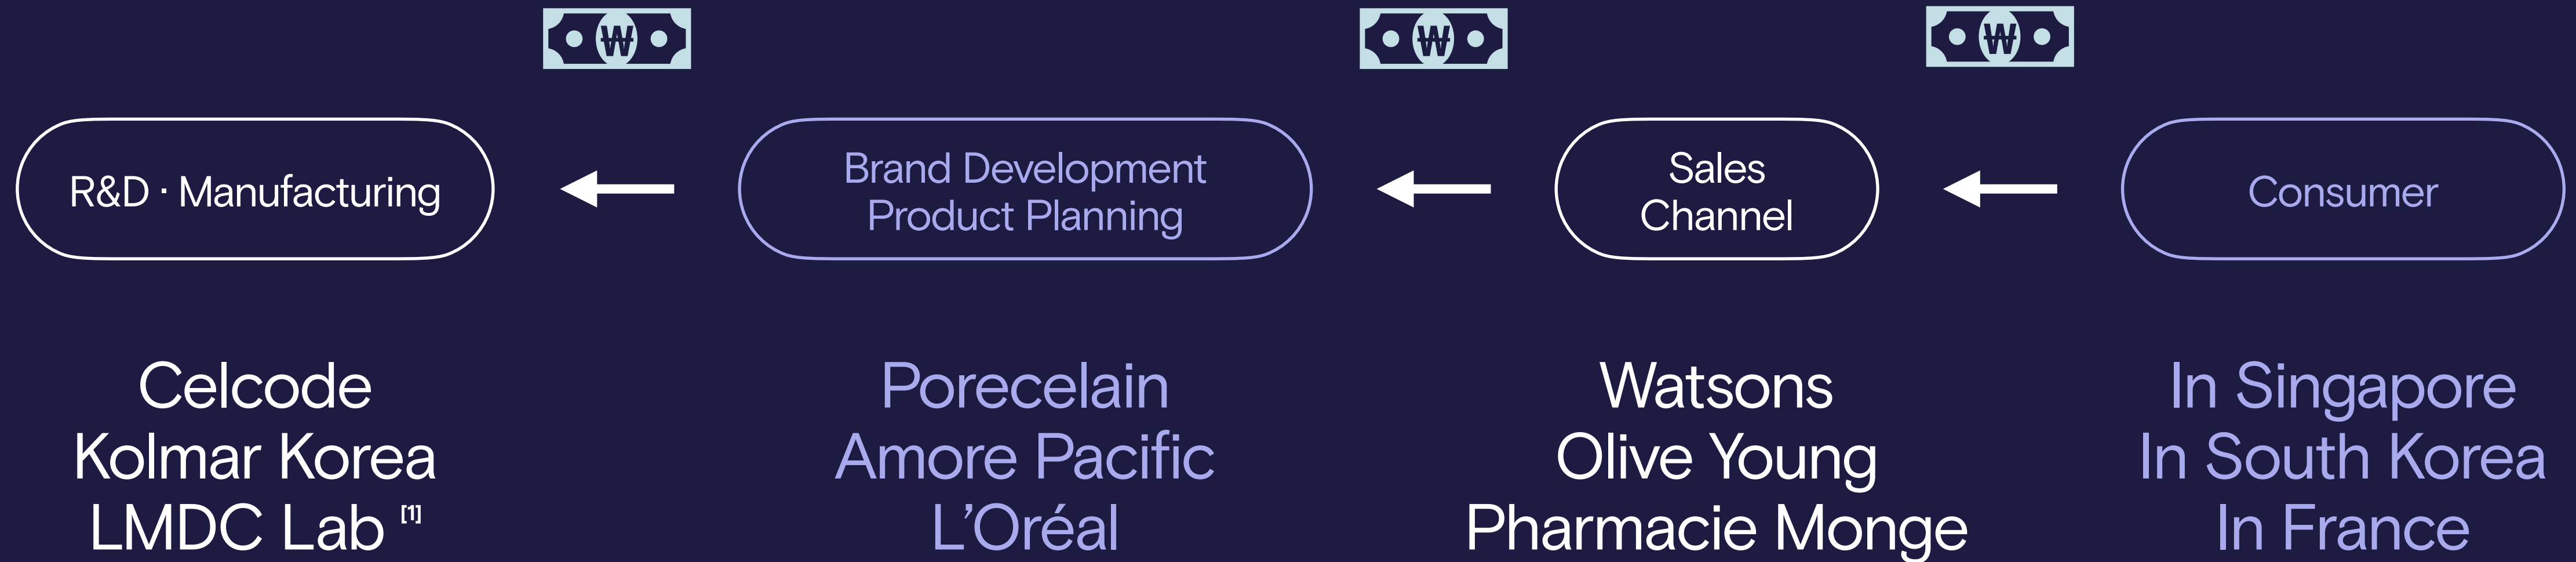 ₩
₩
₩
R&D · Manufacturing
Brand Development
Product Planning
Sales
Channel
Consumer
Celcode
Kolmar Korea
LMDC Lab [1]
Porecelain
Amore Pacific
L’Oréal
Watsons
Olive Young
Pharmacie Monge
In Singapore
In South Korea
In France